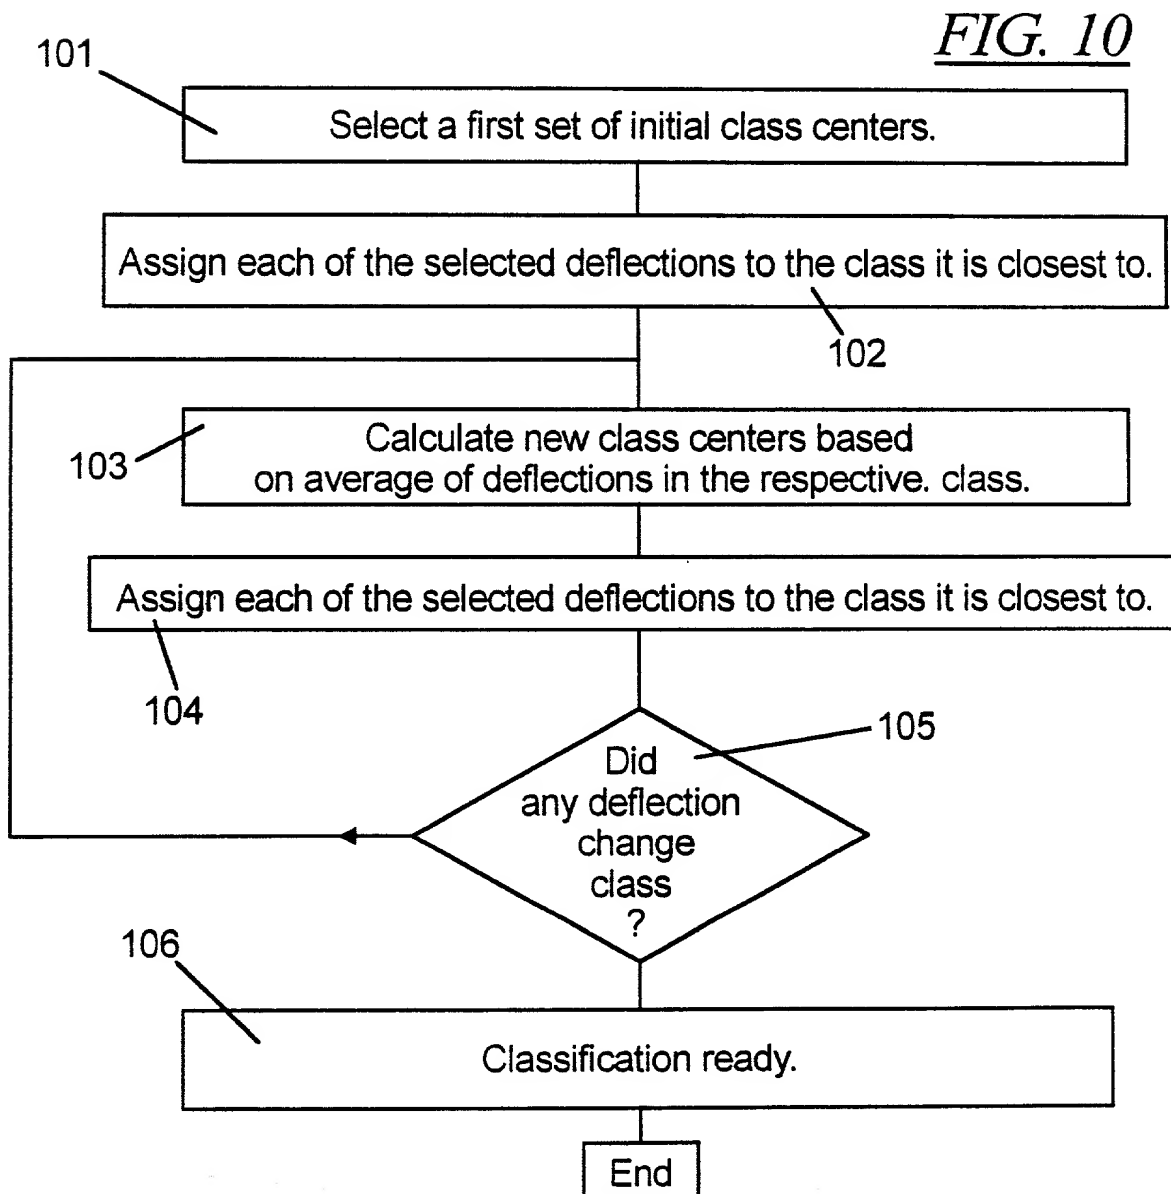 FIG. 10
101
Select a first set of initial class centers.
Assign each of the selected deflections to the class it is closest to.
102
103
Calculate new class centers based
on average of deflections in the respective. class.
Assign each of the selected deflections to the class it is closest to.
104
105
Did
any deflection
change
class
?
106
Classification ready.
End